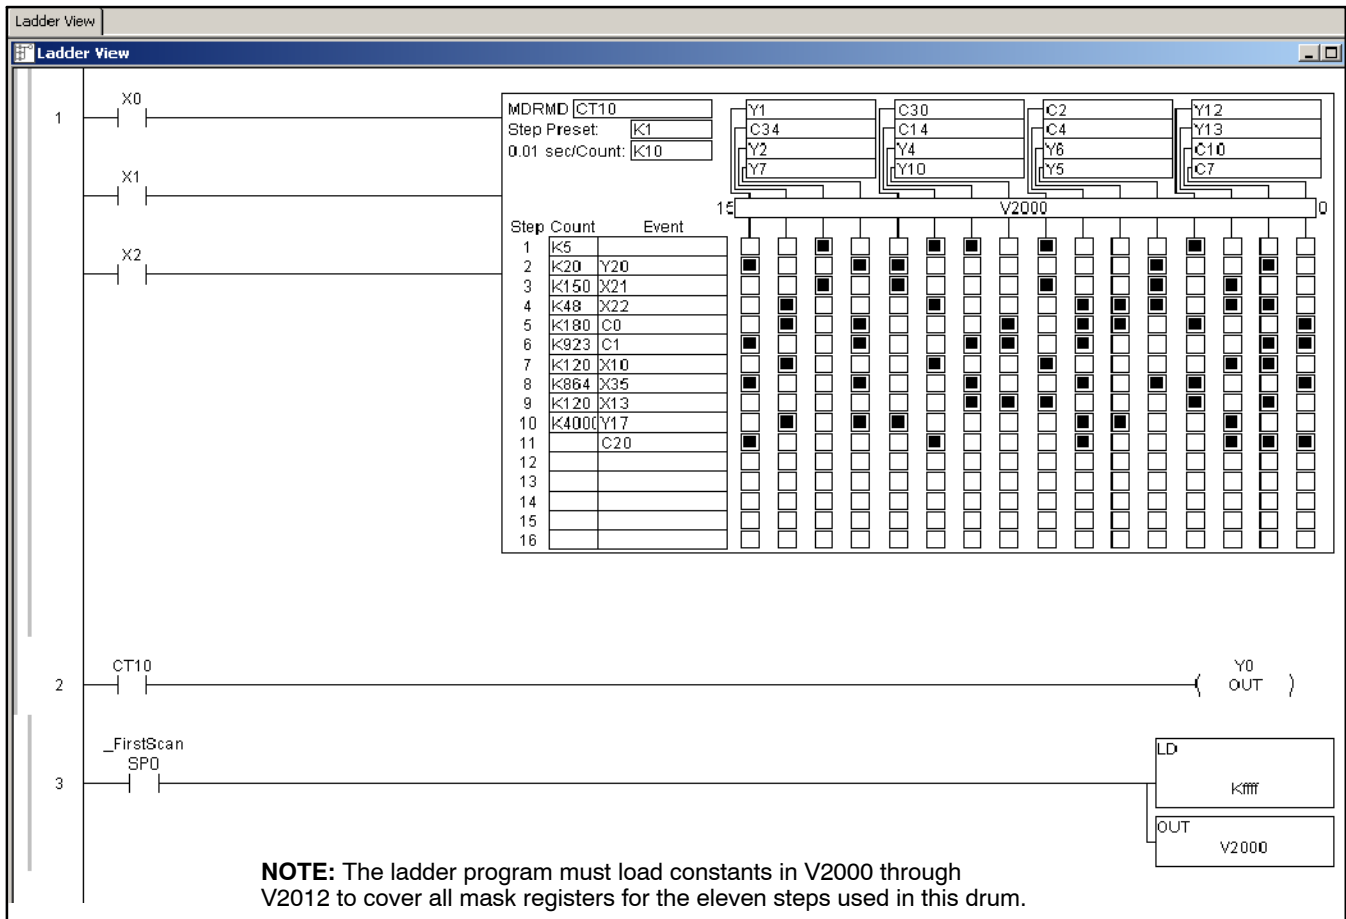 Ladder View
Ladder View
1
X0
X1
X2
MDRMD CT10
Step Preset: K1
0.01 sec/Count: K10
Y1 C30 C2 Y12
C34 C14 C4 Y13
Y2 Y4 Y6 C10
Y7 Y10 Y5 C7
15 V2000 0
Step Count Event
1 K5
2 K20 Y20
3 K150 X21
4 K48 X22
5 K180 C0
6 K923 C1
7 K120 X10
8 K864 X35
9 K120 X13
10 K4000 Y17
11 C20
12
13
14
15
16
2
CT10
Y0
OUT
3
_FirstScan
SP0
LD
Kffff
OUT
V2000
NOTE: The ladder program must load constants in V2000 through
V2012 to cover all mask registers for the eleven steps used in this drum.